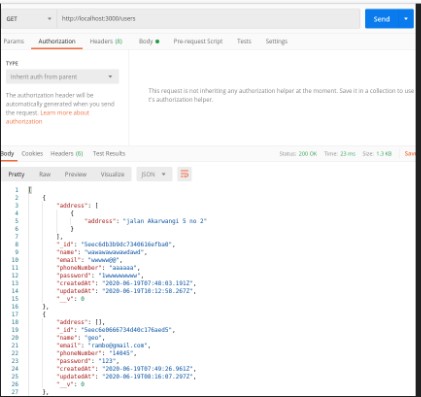 GET http://localhost:3000/users Send
Params Authorization Headers (8) Body Pre-request Script Tests Settings
TYPE
Inherit auth from parent
The authorization header will be
automatically generated when you send
the request. Learn more about
authorization
This request is not inheriting any authorization helper at the moment. Save it in a collection to use
it's authorization helper.
Body Cookies Headers (6) Test Results Status: 200 OK Time: 23 ms Size: 1.3 KB Save
Pretty Raw Preview Visualize JSON
1 [
2 {
3 "address": [
4 {
5 "address": "jalan Akarwangi 5 no 2"
6 }
7 ],
8 "_id":
9 "name":
10 "email": "wwwww@@",
11 "phoneNumber": "aaaaaa",
12 "password":
13 "createdAt": "2020-06-19T07:40:03.191Z",
14 "updatedAt": "2020-06-19T10:12:50.267Z",
15 "__v": 0
16 },
17 {
18 "address": [],
19 "_id": "5eec6e0666734d40c176aed5",
20 "name": "geo",
21 "email": "rambo@gmail.com",
22 "phoneNumber": "14045",
23 "password": "123",
24 "createdAt": "2020-06-19T07:49:26.961Z",
25 "updatedAt": "2020-06-19T08:16:07.297Z",
26 "__v": 0
27 },